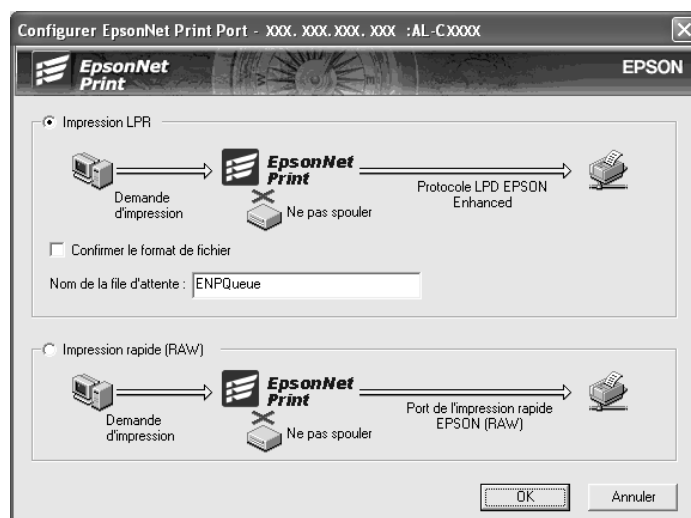 Configurer EpsonNet Print Port - XXX. XXX.XXX. XXX :AL-CXXXX
EpsonNet
Print
EPSON
Impression LPR
EpsonNet
Print
Demande
d'impression
Ne pas spouler
Protocole LPD EPSON
Enhanced
Confirmer le format de fichier
Nom de la file d'attente : ENPQueue
Impression rapide (RAW)
EpsonNet
Print
Demande
d'impression
Ne pas spouler
Port de l'impression rapide
EPSON (RAW)
OK
Annuler